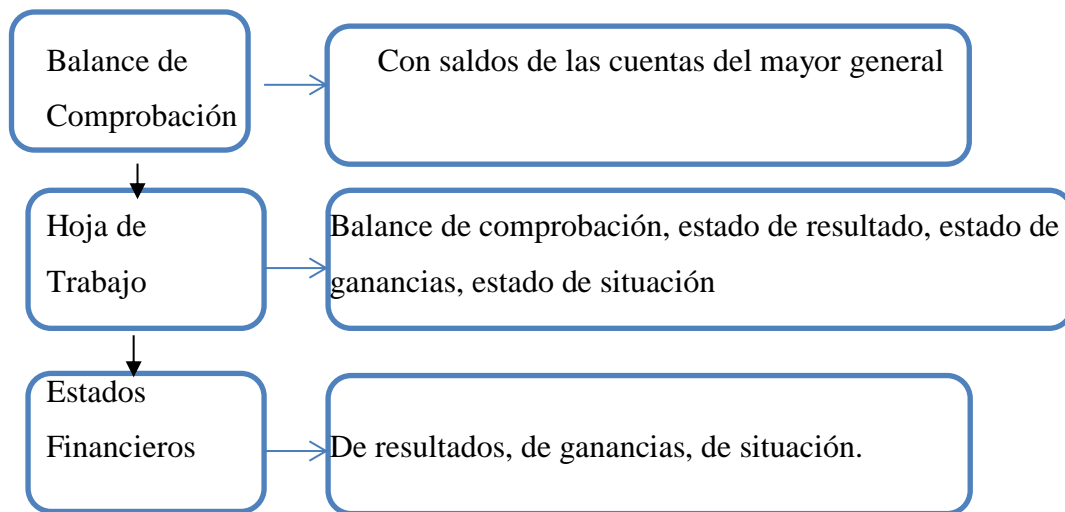 Balance de
Comprobación
Con saldos de las cuentas del mayor general
Hoja de
Trabajo
Balance de comprobación, estado de resultado, estado de
ganancias, estado de situación
Estados
Financieros
De resultados, de ganancias, de situación.